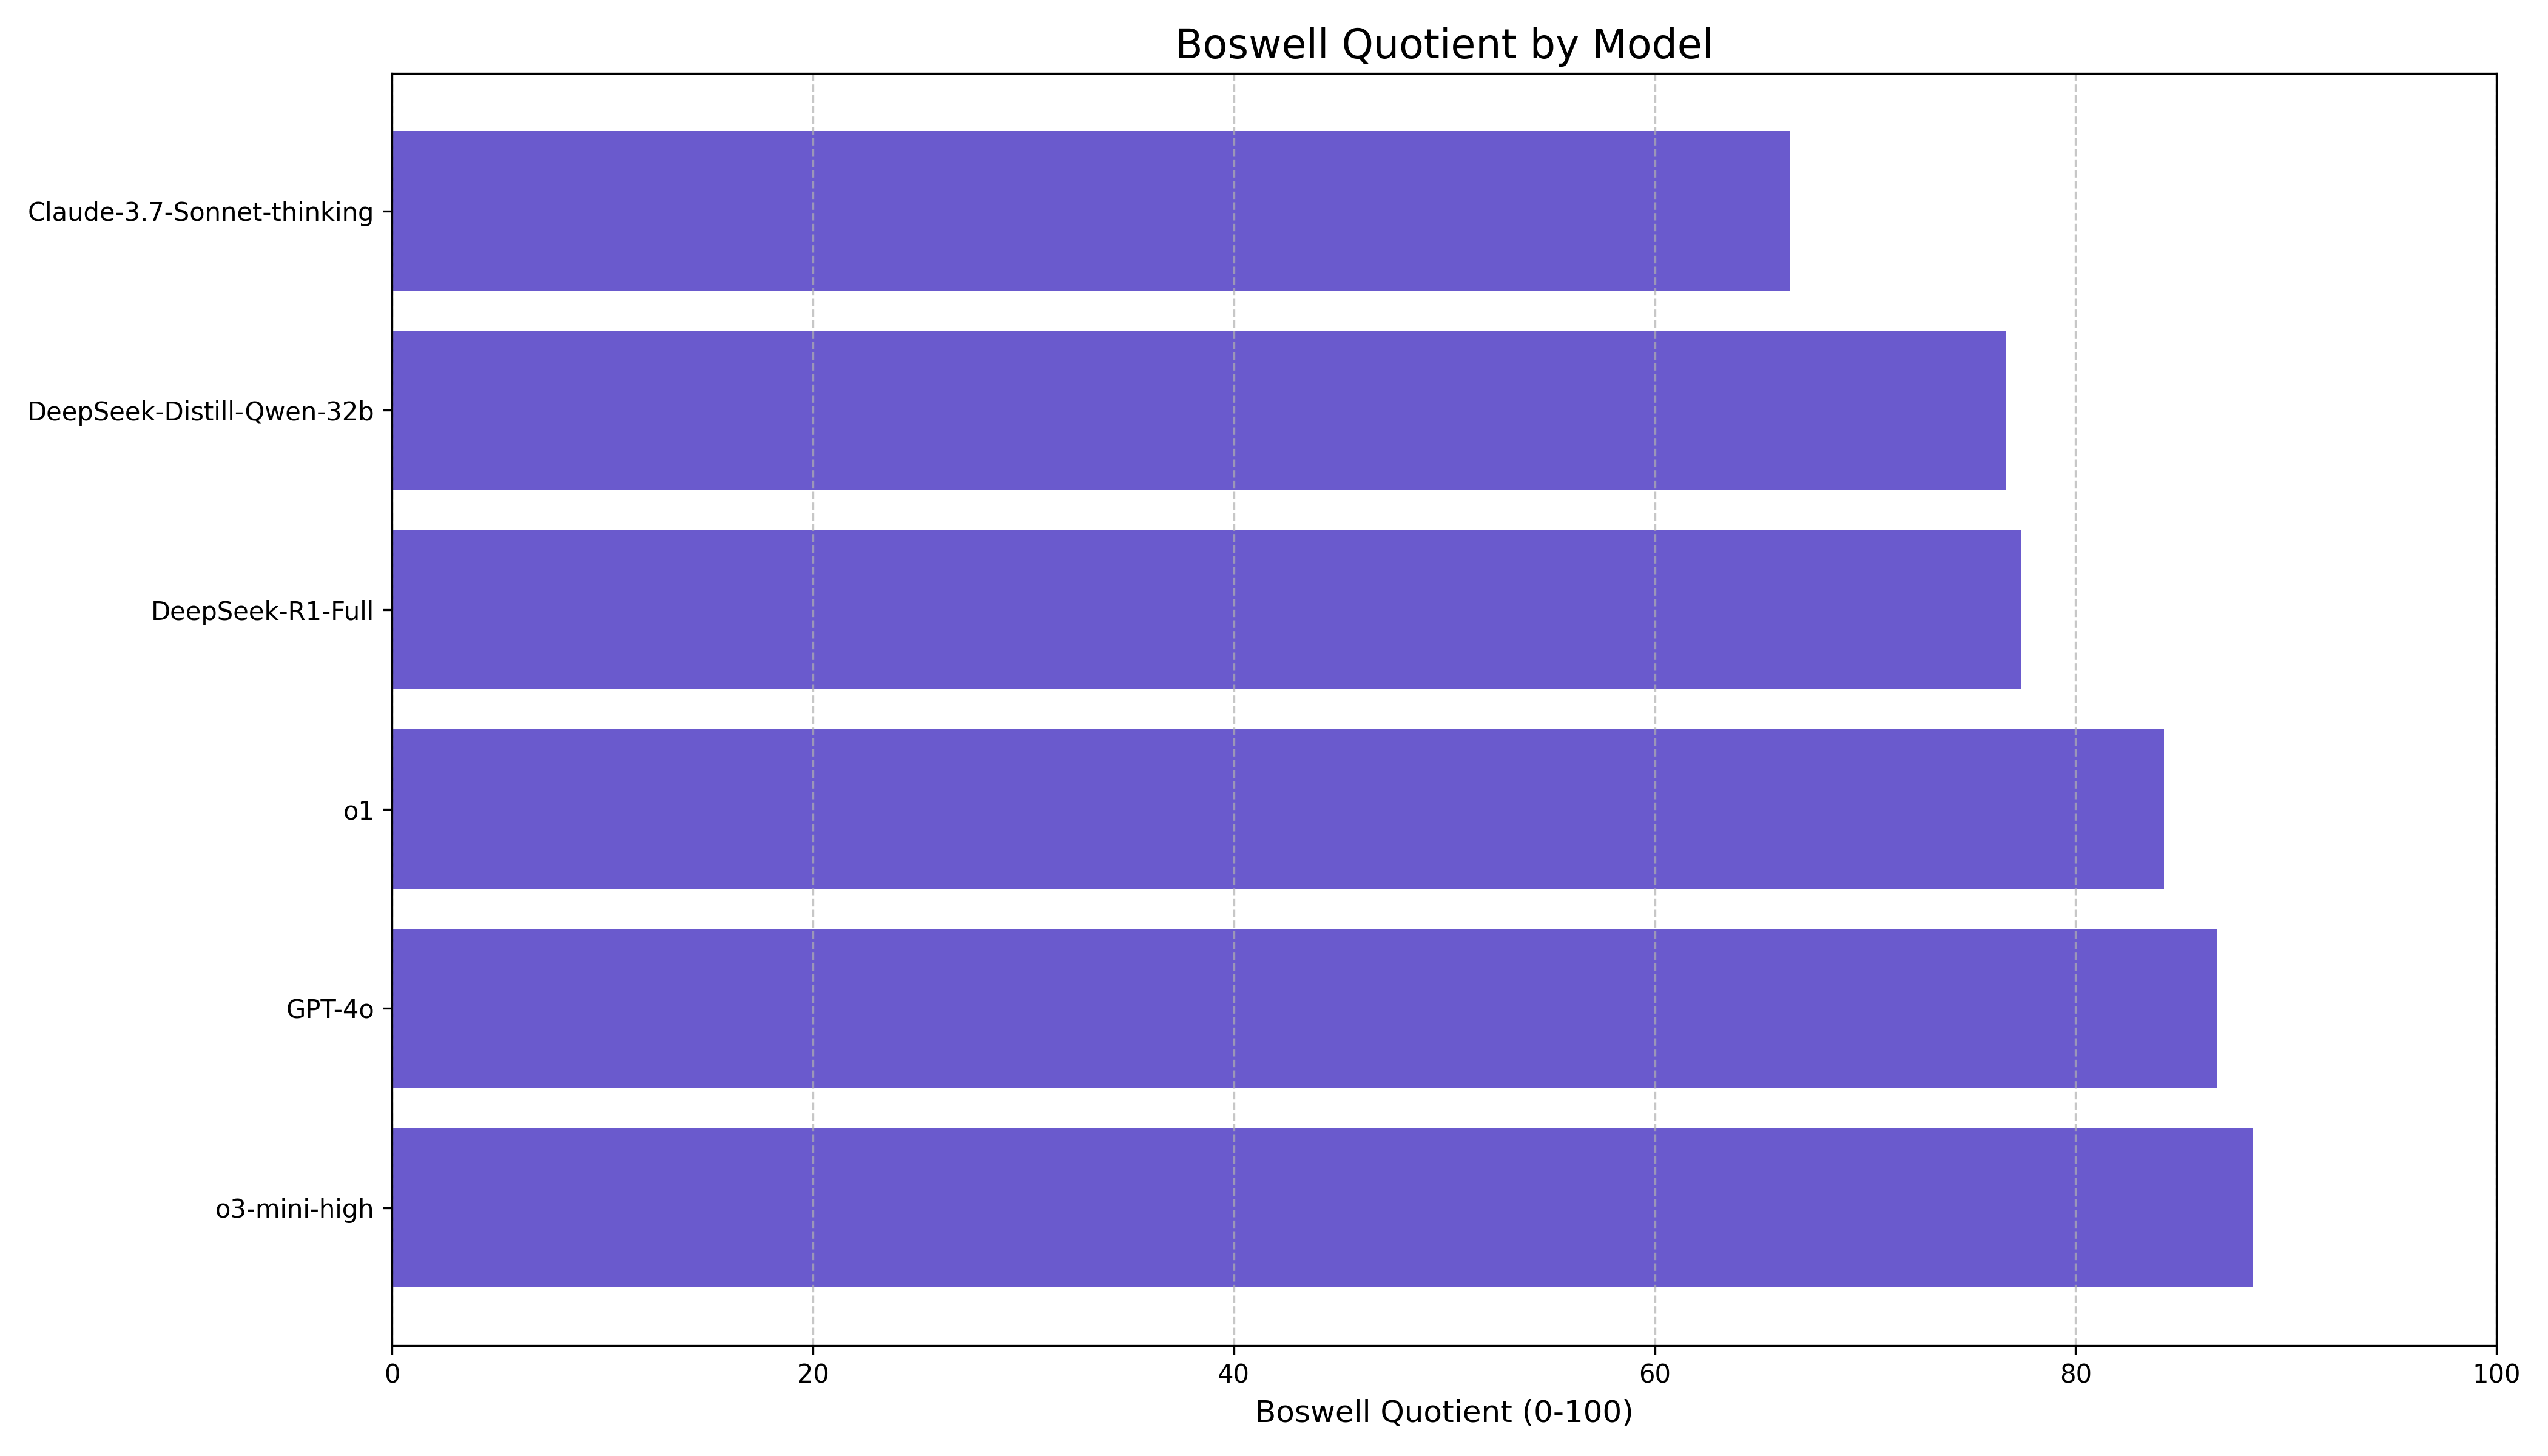 Boswell Quotient by Model
Claude-3.7-Sonnet-thinking
DeepSeek-Distill-Qwen-32b
DeepSeek-R1-Full
o1
GPT-4o
o3-mini-high
0 20 40 60 80 100
Boswell Quotient (0-100)